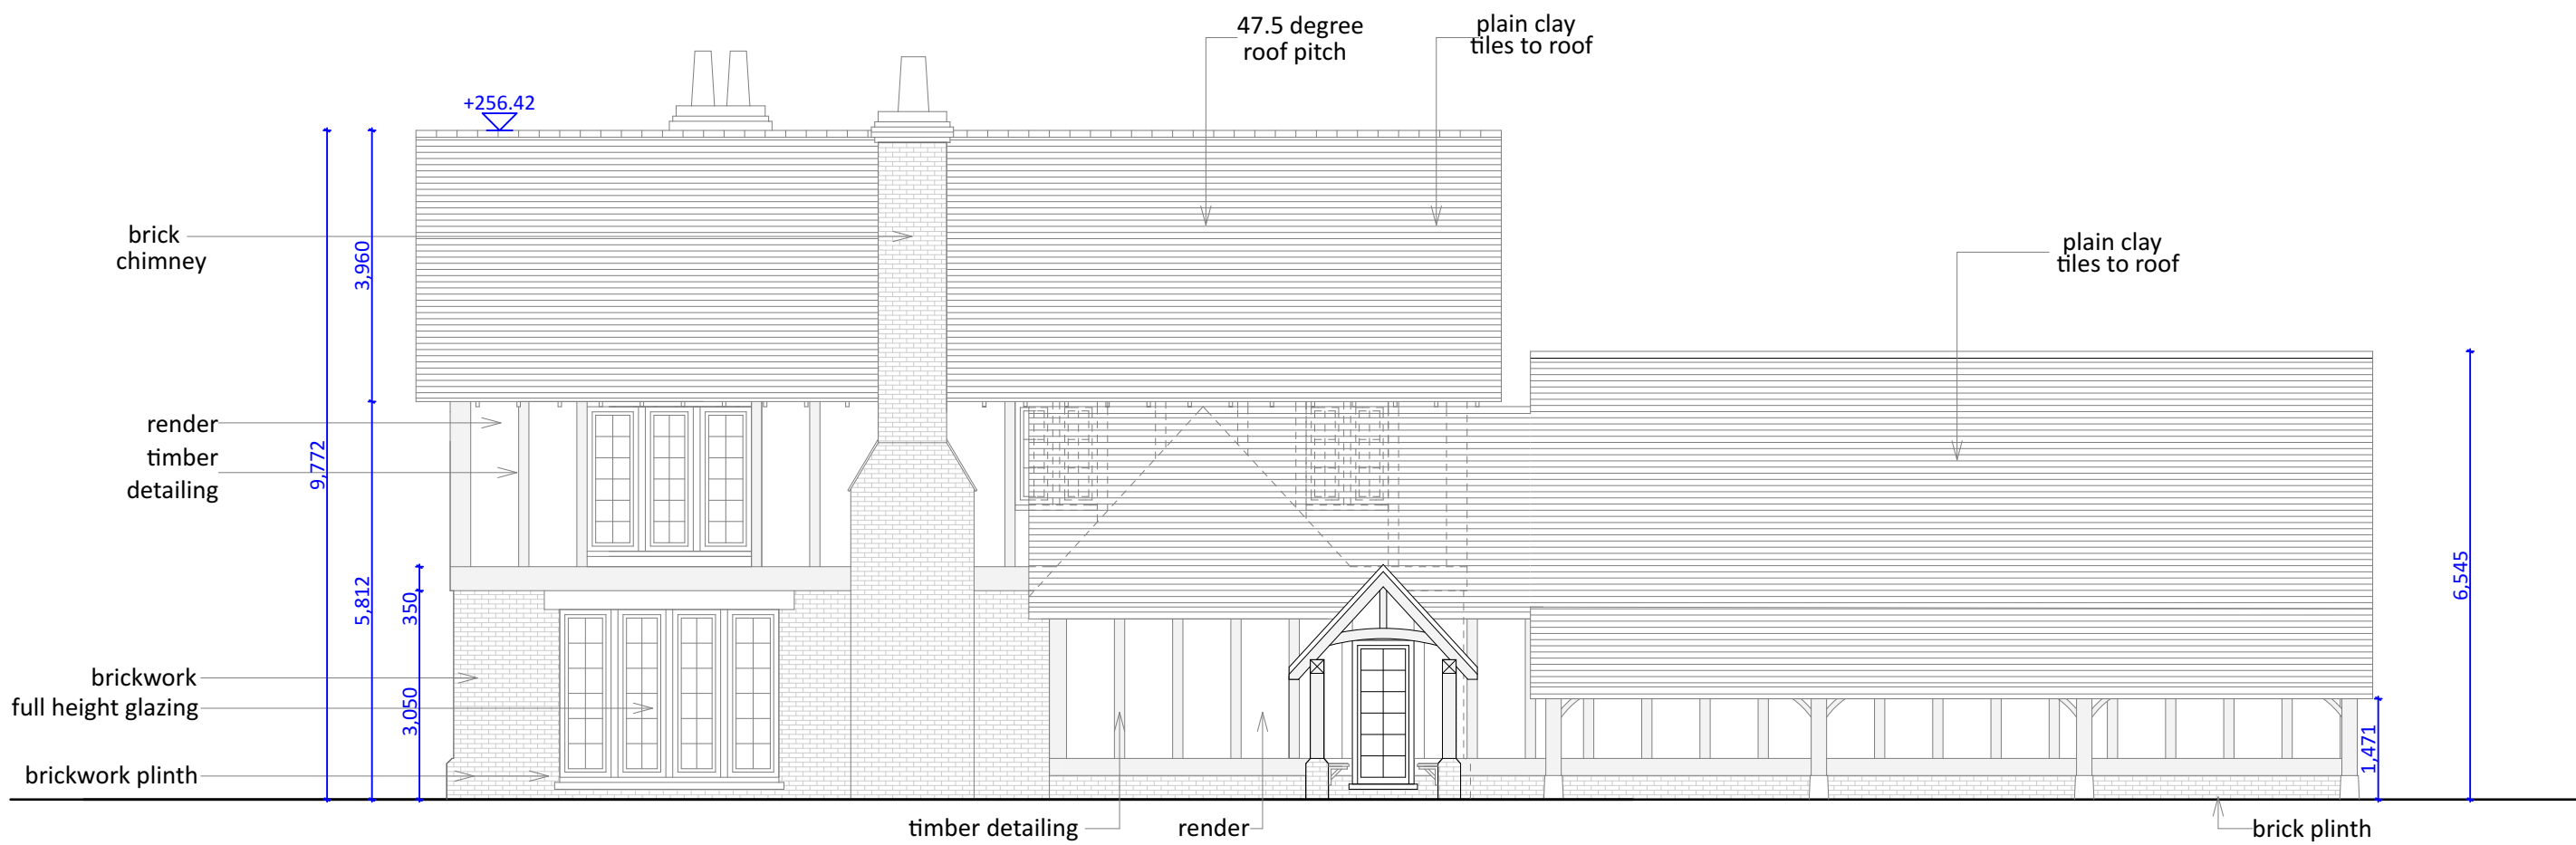 47.5 degree
roof pitch
plain clay
tiles to roof
+256.42
brick
chimney
3,960
plain clay
tiles to roof
render
timber
detailing
9,772
5,812
350
6,545
brickwork
full height glazing
3,050
brickwork plinth
1,471
timber detailing
render
brick plinth